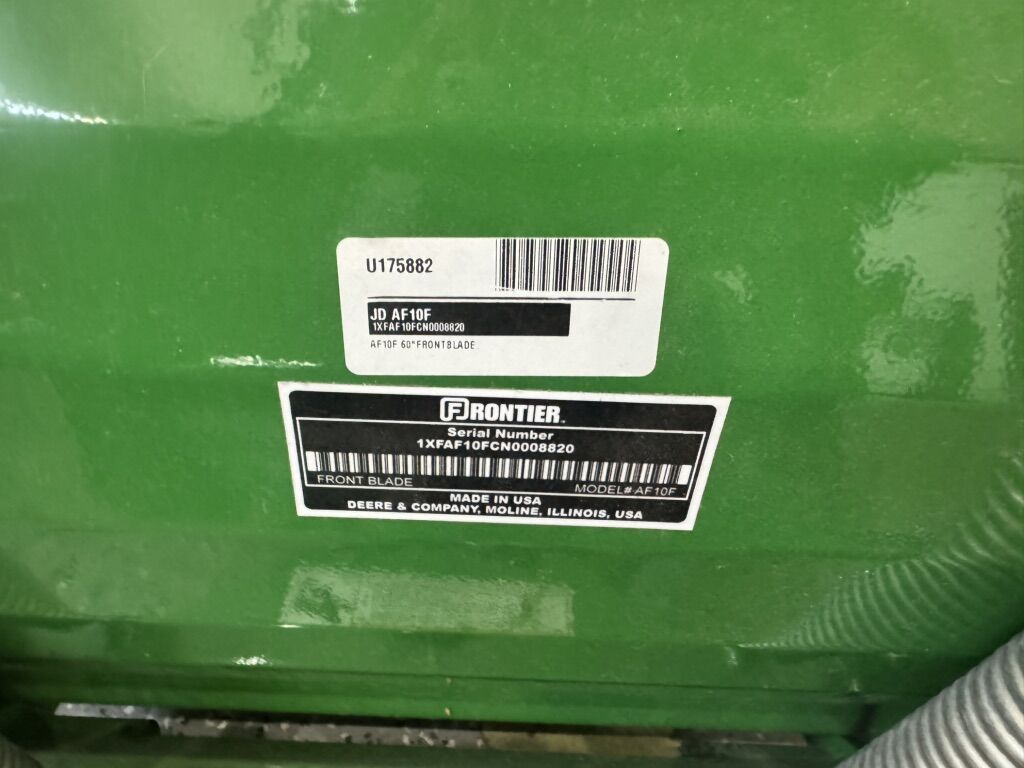 U175882
JD AF10F
1XFAF10FCN0008820
AF10F 60"FRONTBLADE
FRONTIER
Serial Number
1XFAF10FCN0008820
FRONT BLADE
MODEL# AF10F
MADE IN USA
DEERE & COMPANY, MOLINE, ILLINOIS, USA